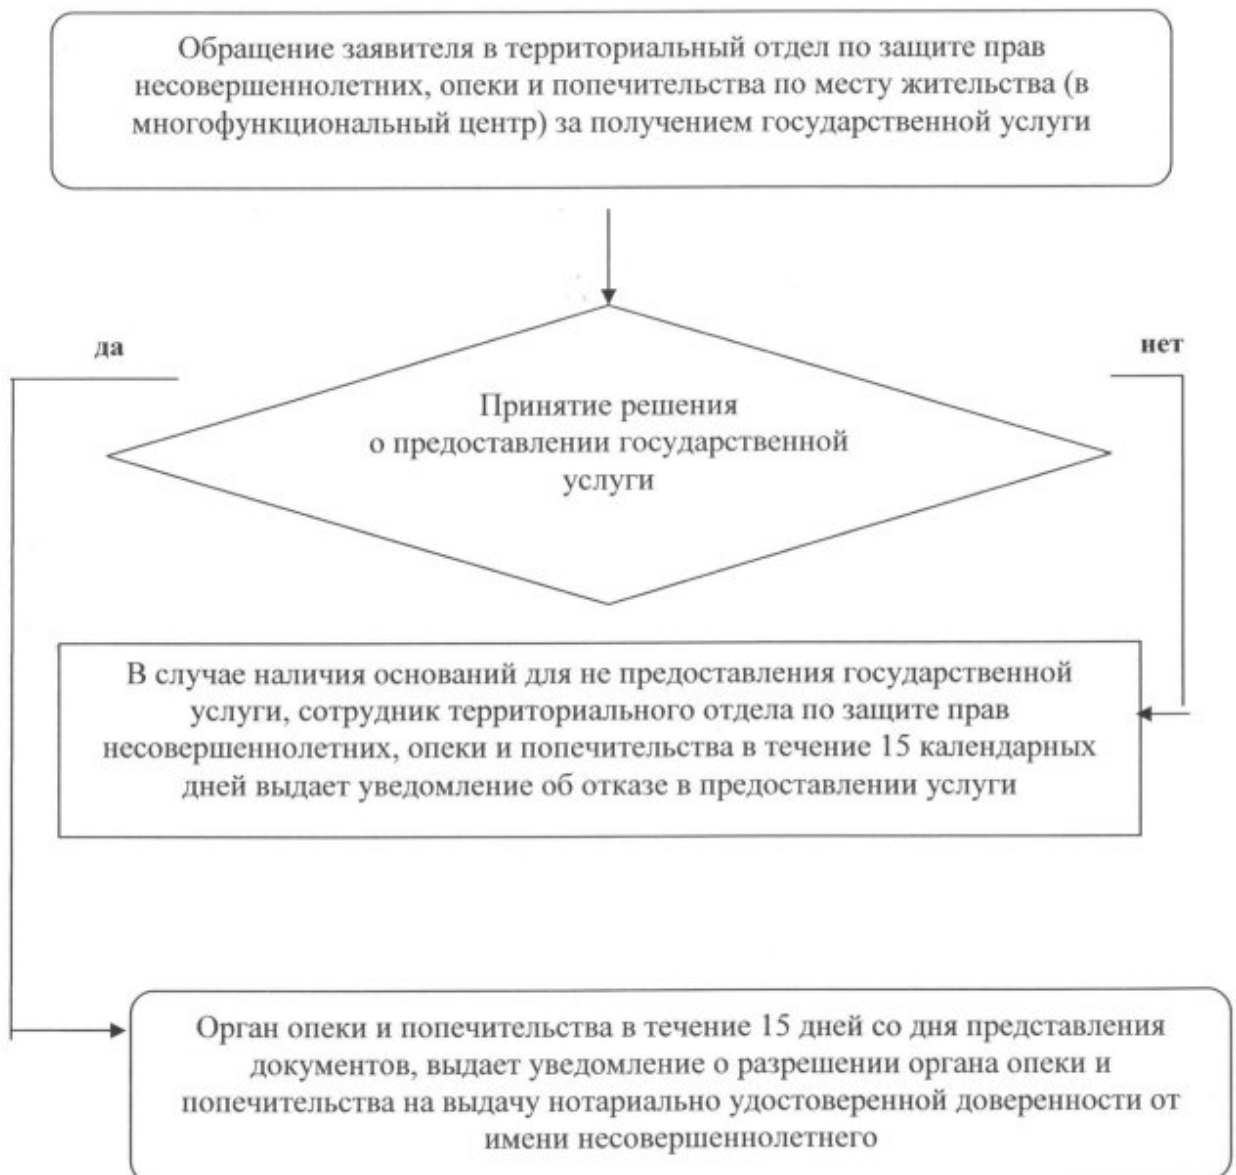 Обращение заявителя в территориальный отдел по защите прав
несовершеннолетних, опеки и попечительства по месту жительства (в
многофункциональный центр) за получением государственной услуги
да
нет
Принятие решения
о предоставлении государственной
услуги
В случае наличия оснований для не предоставления государственной
услуги, сотрудник территориального отдела по защите прав
несовершеннолетних, опеки и попечительства в течение 15 календарных
дней выдает уведомление об отказе в предоставлении услуги
Орган опеки и попечительства в течение 15 дней со дня представления
документов, выдает уведомление о разрешении органа опеки и
попечительства на выдачу нотариально удостоверенной доверенности от
имени несовершеннолетнего